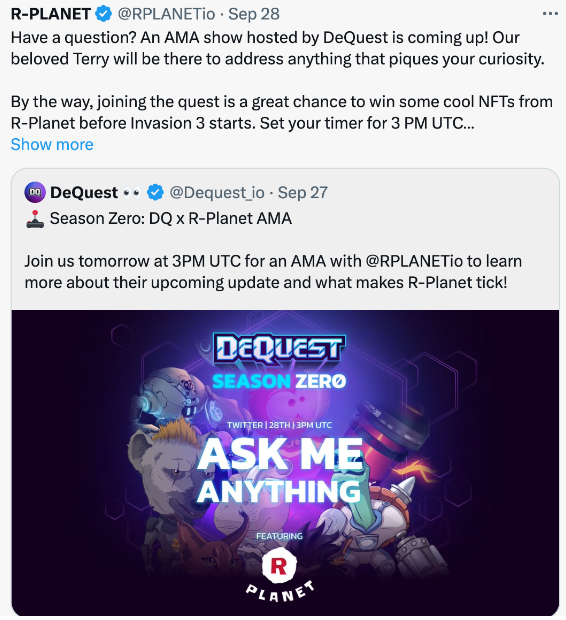 R-PLANET @RPLANETio · Sep 28
Have a question? An AMA show hosted by DeQuest is coming up! Our
beloved Terry will be there to address anything that piques your curiosity.
By the way, joining the quest is a great chance to win some cool NFTs from
R-Planet before Invasion 3 starts. Set your timer for 3 PM UTC...
Show more
DQ DeQuest 👀 @Dequest_io · Sep 27
🕹️ Season Zero: DQ x R-Planet AMA
Join us tomorrow at 3PM UTC for an AMA with @RPLANETio to learn
more about their upcoming update and what makes R-Planet tick!
DEQUEST
SEASON ZERØ
TWITTER | 28TH | 3PM UTC
ASK ME
ANYTHING
FEATURING
R
PLANET